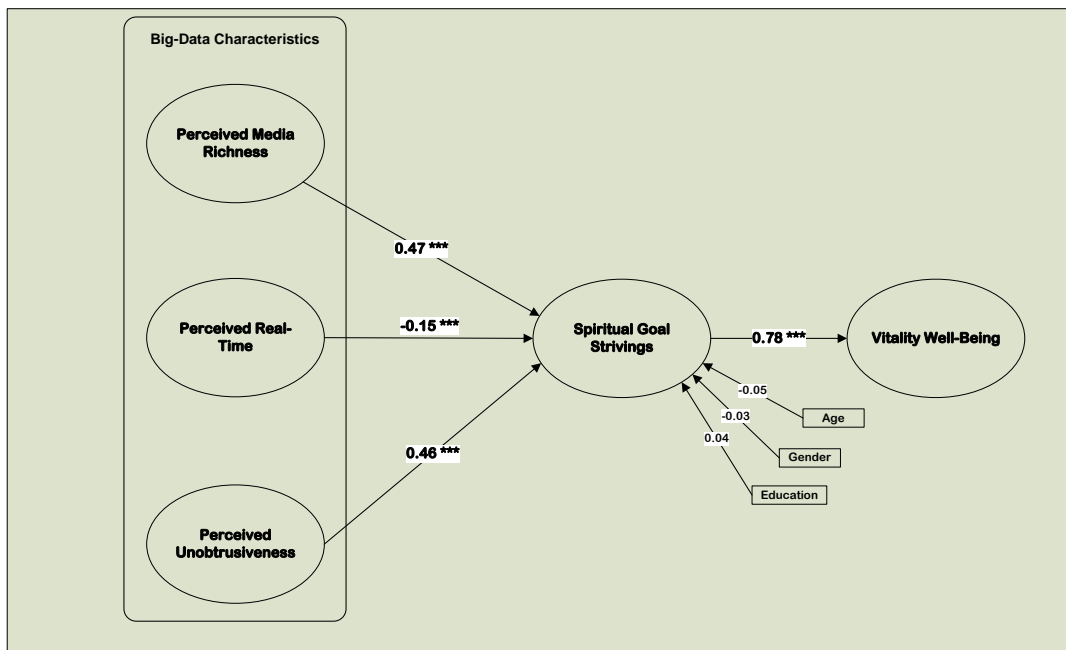 Big-Data Characteristics
Perceived Media
Richness
0.47 ***
Perceived Real-
Time
-0.15 ***
Spiritual Goal
Strivings
0.78 ***
Vitality Well-Being
-0.05
Age
-0.03
Gender
0.04
Education
0.46 ***
Perceived
Unobtrusiveness